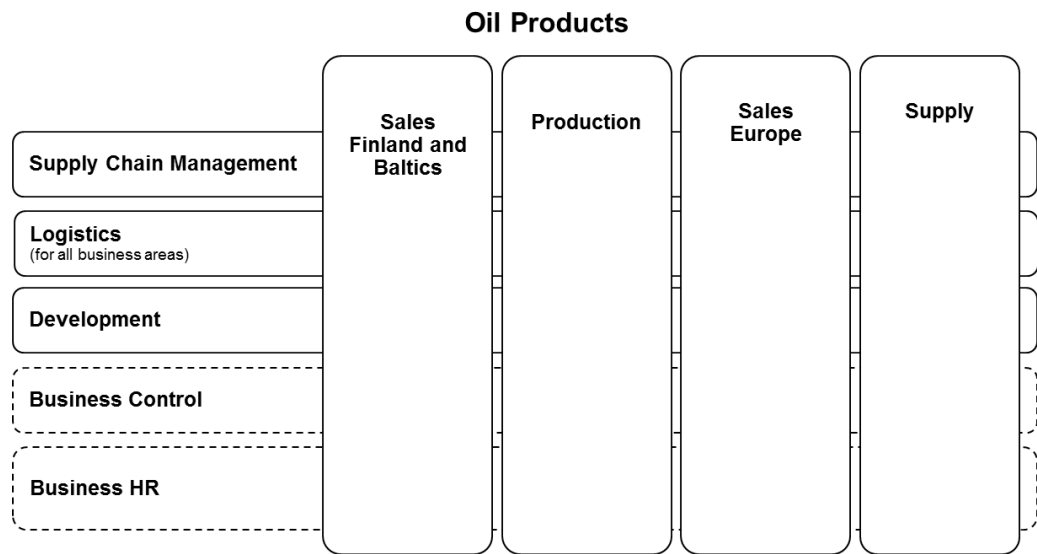 Oil Products
Sales
Finland and
Baltics
Production
Sales
Europe
Supply
Supply Chain Management
Logistics
(for all business areas)
Development
Business Control
Business HR